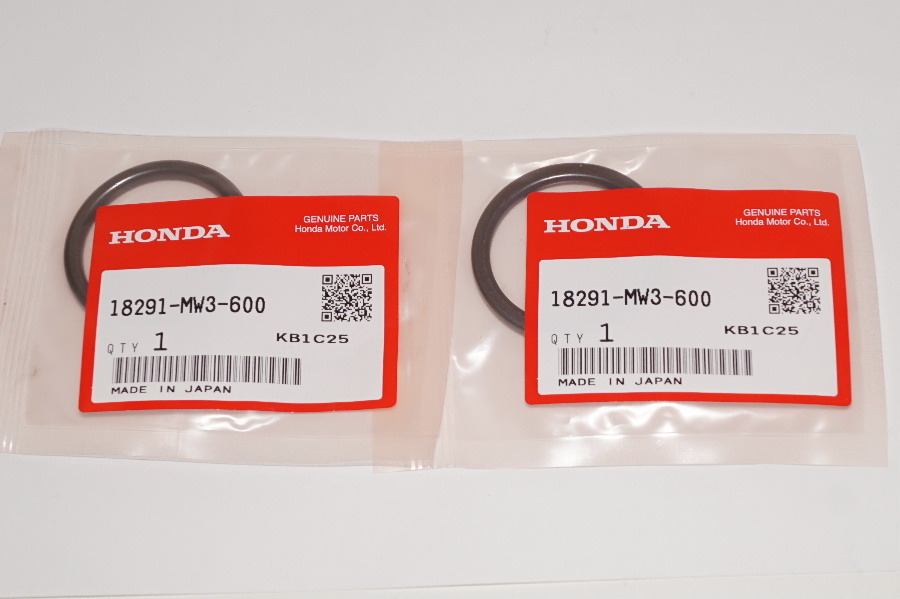 HONDA
GENUINE PARTS
Honda Motor Co., Ltd.
18291-MW3-600
QTY 1
KB1C25
MADE IN JAPAN
HONDA
GENUINE PARTS
Honda Motor Co., Ltd.
18291-MW3-600
QTY 1
KB1C25
MADE IN JAPAN